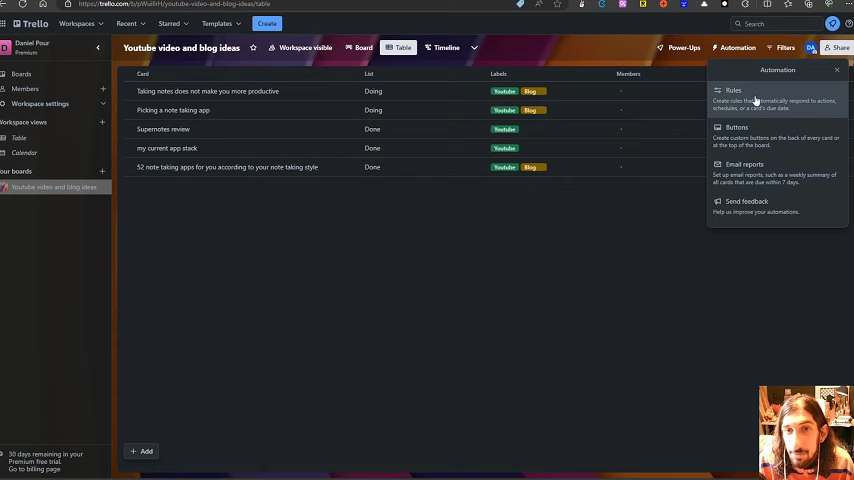 https://trello.com/b/pWuillrH/youtube-video-and-blog-ideas/table
Trello
Workspaces
Recent
Starred
Templates
Create
Search
D
Daniel Pour
Premium
Youtube video and blog ideas
Workspace visible
Board
Table
Timeline
Power-Ups
Automation
Filters
DA
Share
Boards
Members
Workspace settings
Workspace views
Table
Calendar
Your boards
Youtube video and blog ideas
30 days remaining in your
Premium free trial.
Go to billing page
Card
List
Labels
Members
Taking notes does not make you more productive
Doing
Youtube
Blog
Picking a note taking app
Doing
Youtube
Blog
Supernotes review
Done
Youtube
my current app stack
Done
Youtube
52 note taking apps for you according to your note taking style
Done
Youtube
Blog
+ Add
Automation
Rules
Create rules that automatically respond to actions,
schedules, or a card's due date.
Buttons
Create custom buttons on the back of every card or
at the top of the board.
Email reports
Set up email reports, such as a weekly summary of
all cards that are due within 7 days.
Send feedback
Help us improve your automations.